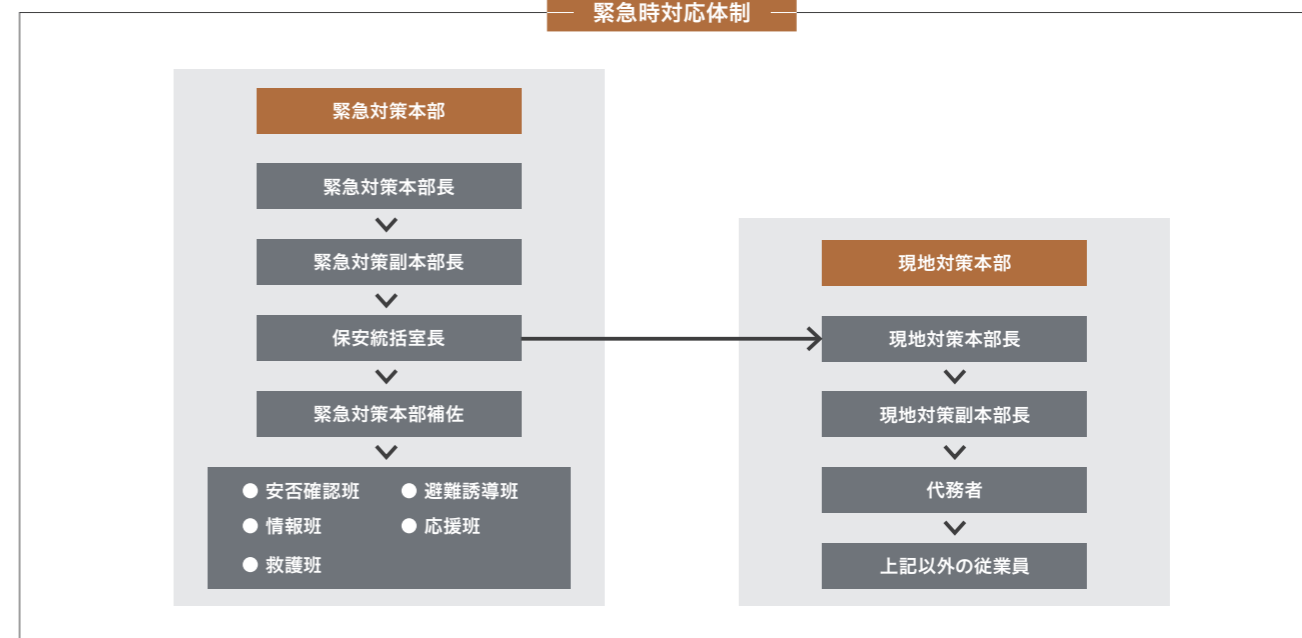 緊急時対応体制
緊急対策本部
緊急対策本部長
緊急対策副本部長
保安統括室長
緊急対策本部補佐
● 安否確認班 ● 避難誘導班
● 情報班 ● 応援班
● 救護班
現地対策本部
現地対策本部長
現地対策副本部長
代務者
上記以外の従業員